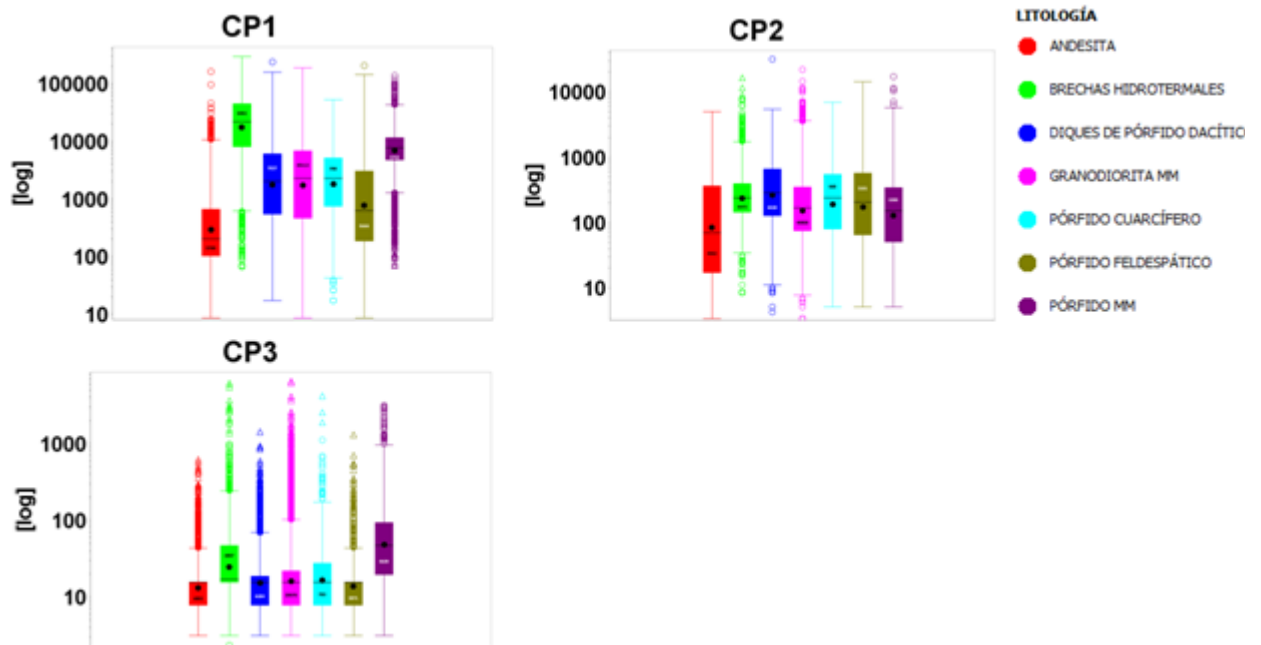 CP1
100000
10000
1000
100
10
[log]
CP2
10000
1000
100
10
[log]
LITOLOGÍA
ANDESITA
BRECHAS HIDROTERMALES
DIQUES DE PÓRFIDO DACÍTIC
GRANODIORITA MM
PÓRFIDO CUARCÍFERO
PÓRFIDO FELDESPÁTICO
PÓRFIDO MM
CP3
1000
100
10
[log]